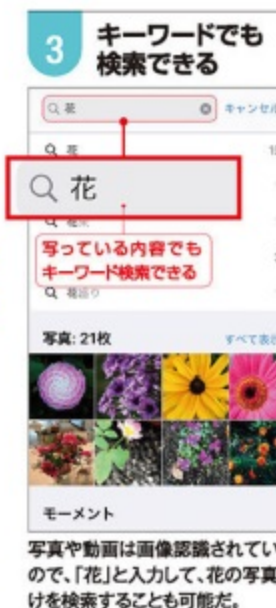 3
キーワードでも
検索できる
花
キャンセル
花
花
写っている内容でも
キーワード検索できる
花巡り
写真: 21枚
すべて表示
モーメント
写真や動画は画像認識されてい
ので、「花」と入力して、花の写真
けを検索することも可能だ。